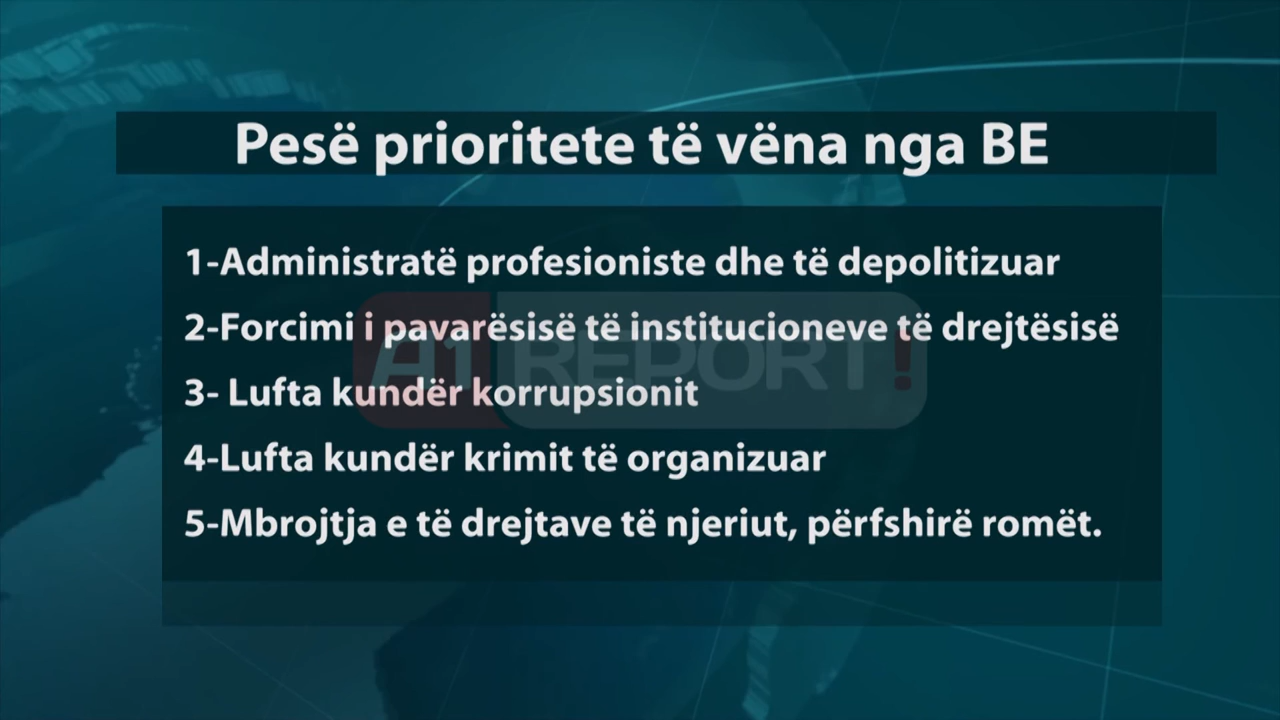 Pesë prioritete të vëna nga BE
1-Administratë profesioniste dhe të depolitizuar
2-Forcimi i pavarësisë të institucioneve të drejtësisë
3- Lufta kundër korrupsionit
A1 REPORT!
4-Lufta kundër krimit të organizuar
5-Mbrojtja e të drejtave të njeriut, përfshirë romët.